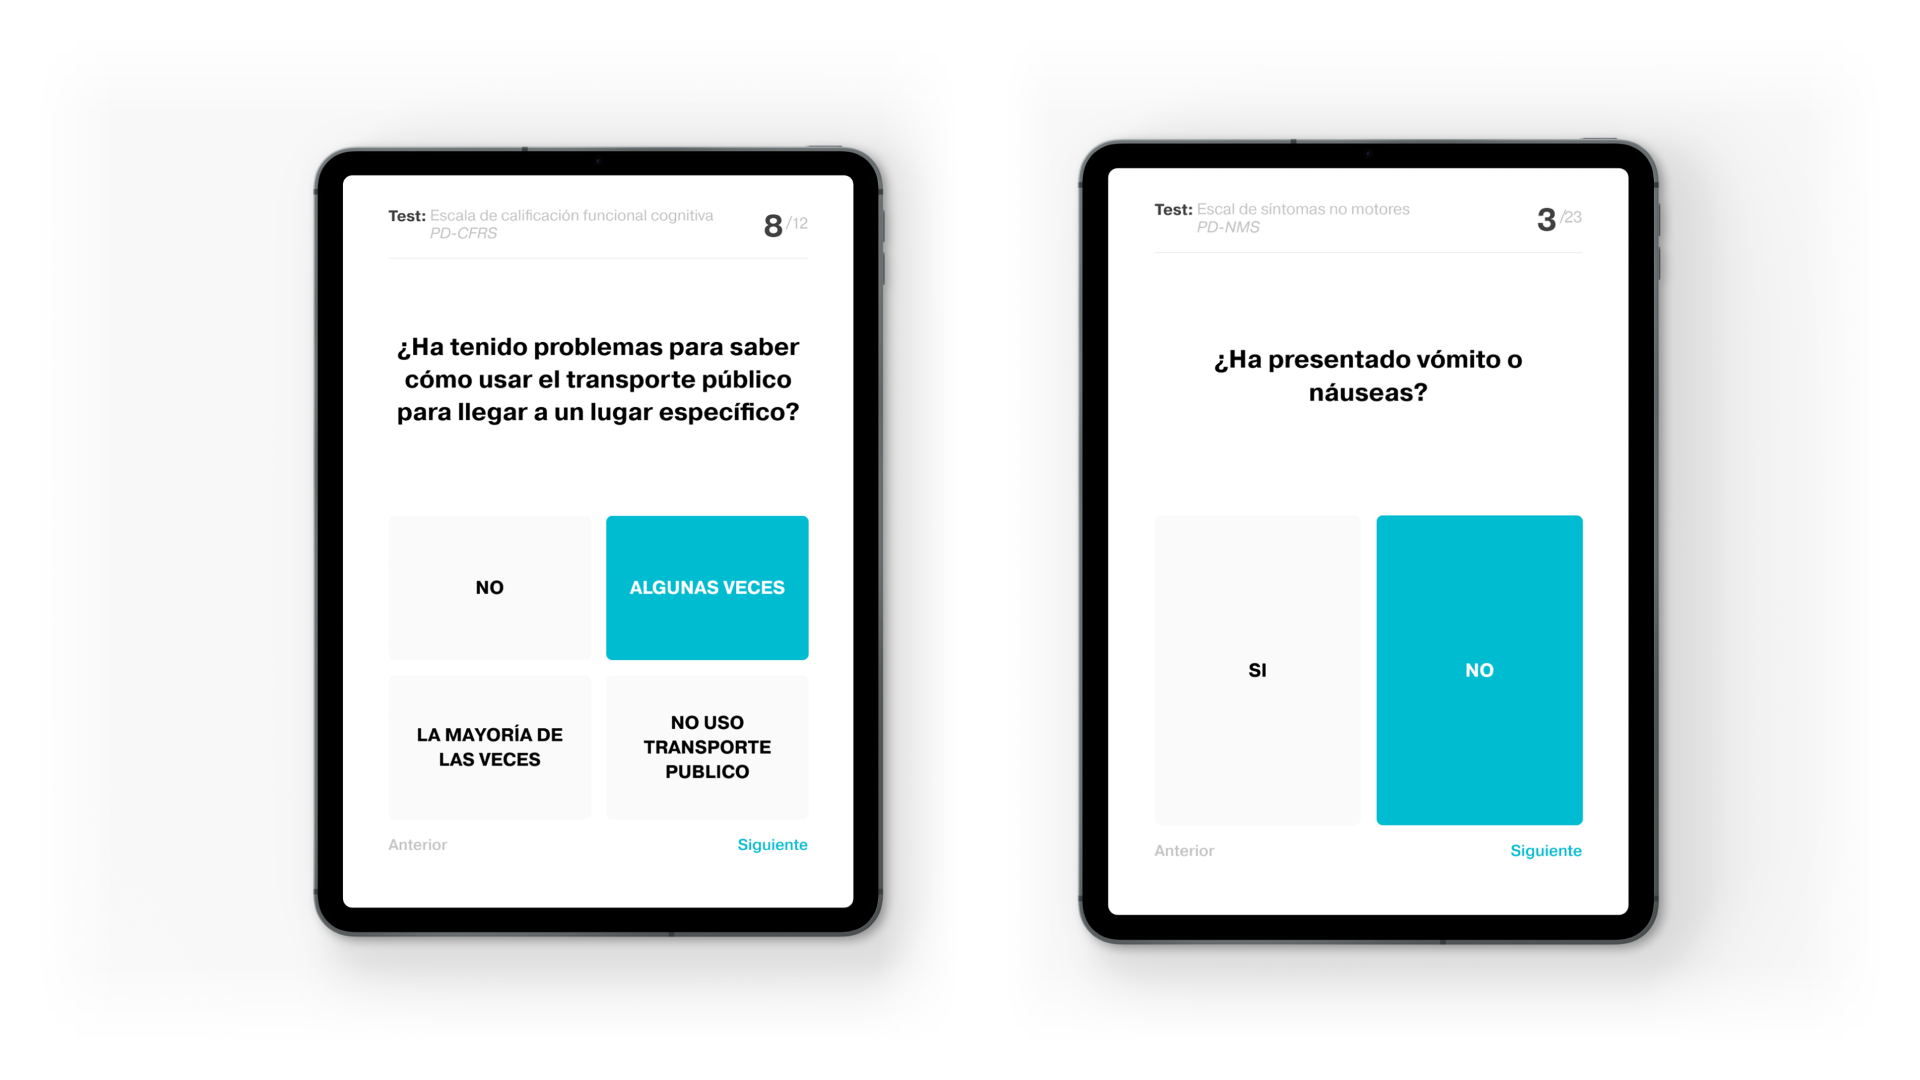 Test: Escala de calificación funcional cognitiva
PD-CFRS
8/12
¿Ha tenido problemas para saber
cómo usar el transporte público
para llegar a un lugar específico?
NO
ALGUNAS VECES
LA MAYORÍA DE
LAS VECES
NO USO
TRANSPORTE
PUBLICO
Anterior
Siguiente
Test: Escal de síntomas no motores
PD-NMS
3/23
¿Ha presentado vómito o
náuseas?
SI
NO
Anterior
Siguiente